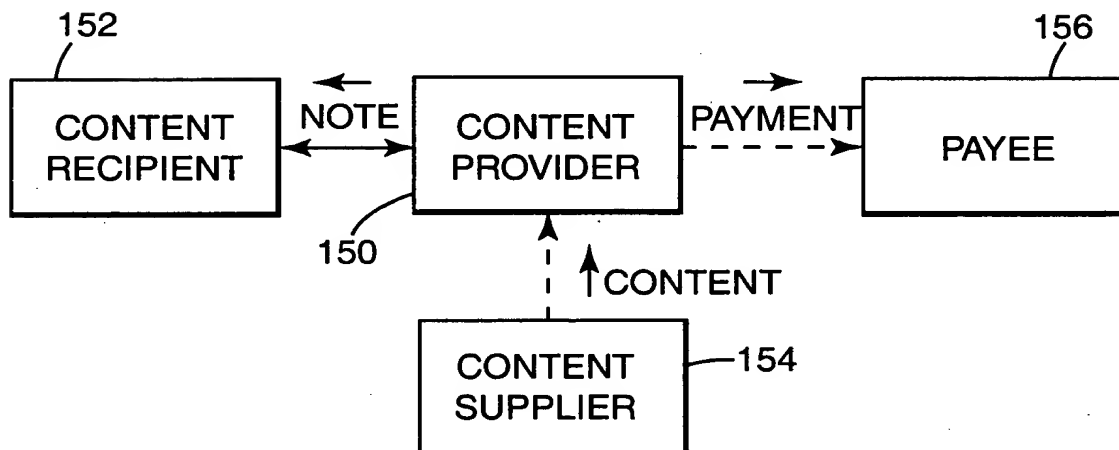 152
156
CONTENT
RECIPIENT
NOTE
CONTENT
PROVIDER
PAYMENT
PAYEE
150
CONTENT
CONTENT
SUPPLIER
154